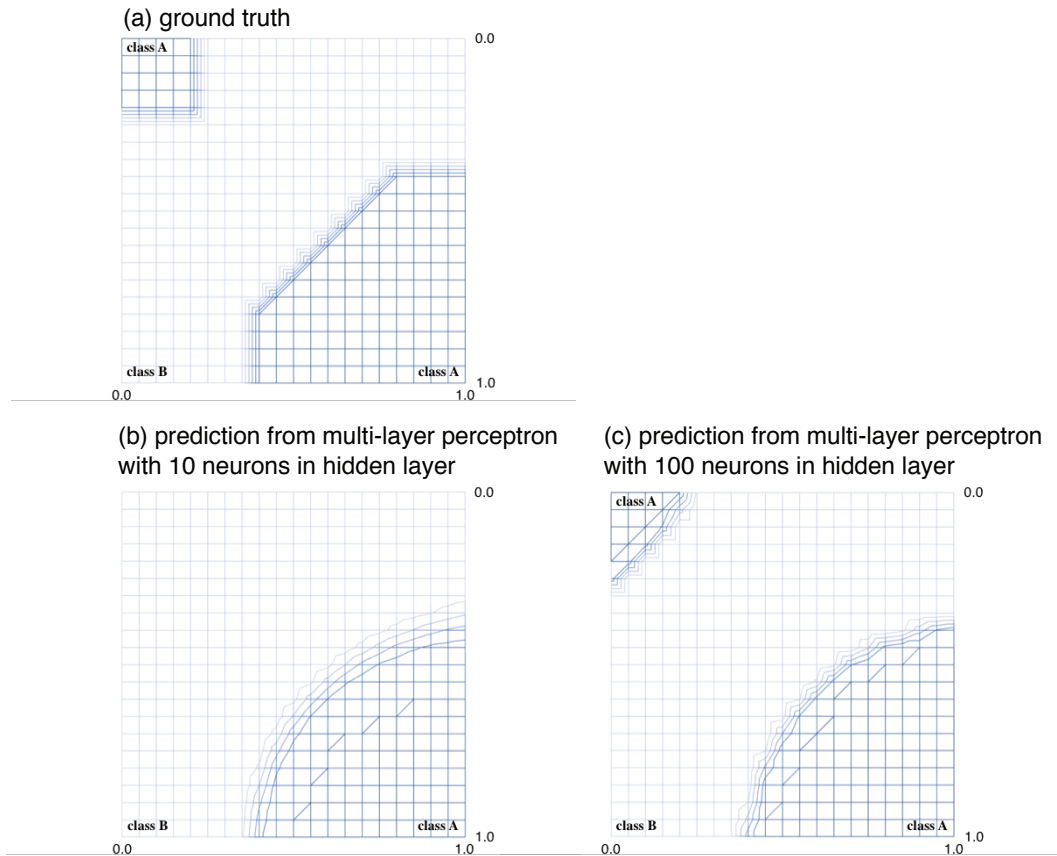 (a) ground truth
class A
0.0
class B
class A
1.0
0.0
1.0
(b) prediction from multi-layer perceptron
with 10 neurons in hidden layer
0.0
class B
class A
1.0
0.0
1.0
(c) prediction from multi-layer perceptron
with 100 neurons in hidden layer
class A
0.0
class B
class A
1.0
0.0
1.0